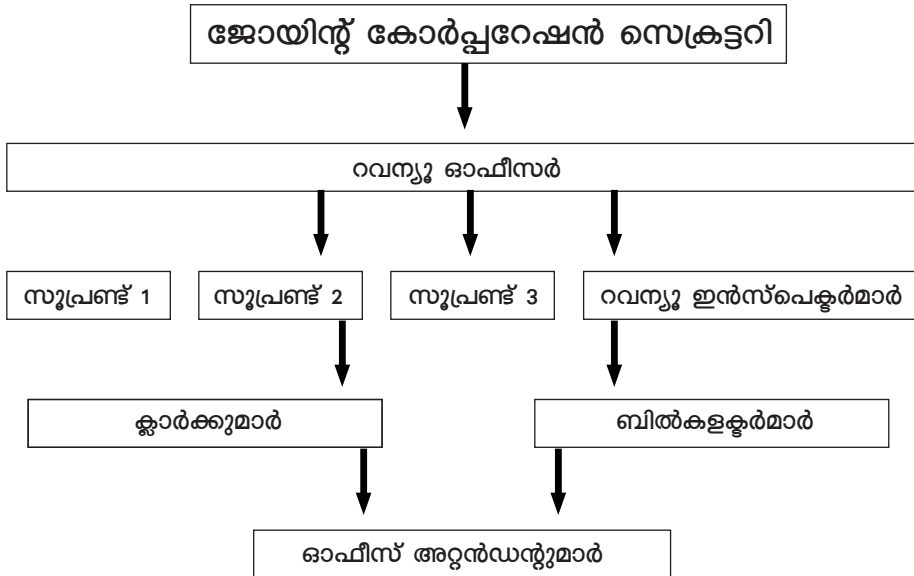 ജോയിന്റ് കോർപ്പറേഷൻ സെക്രട്ടറി
റവന്യൂ ഓഫീസർ
സൂപ്രണ്ട് 1
സൂപ്രണ്ട് 2
സൂപ്രണ്ട് 3
റവന്യൂ ഇൻസ്പെക്ടർമാർ
ക്ലാർക്കുമാർ
ബിൽകളക്ടർമാർ
ഓഫീസ് അറ്റൻഡന്റുമാർ